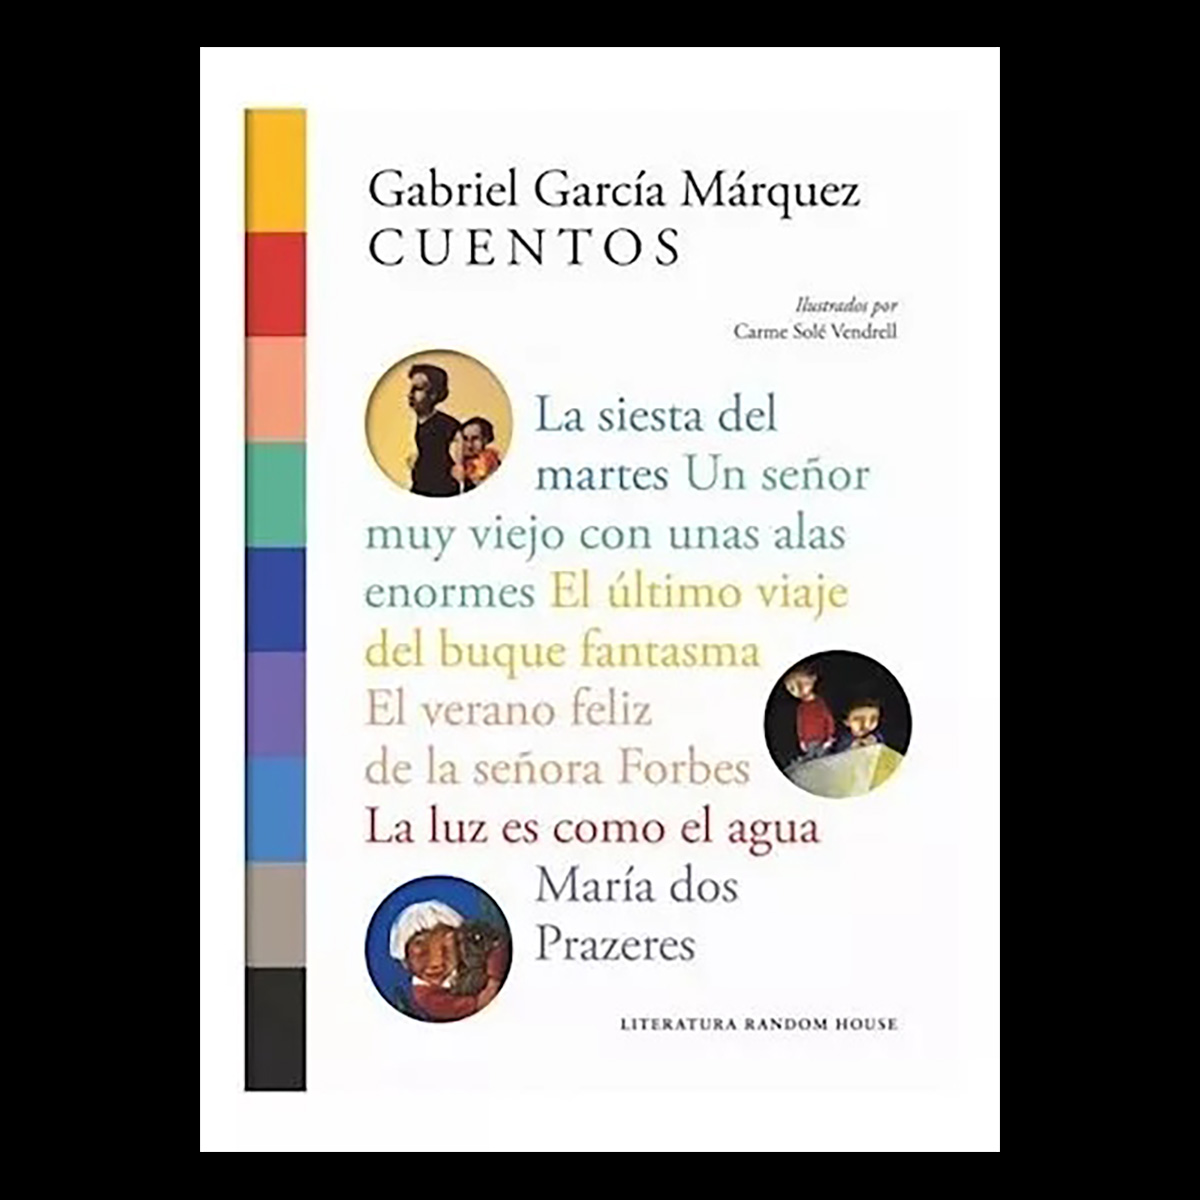 Gabriel García Márquez
CUENTOS
Ilustrados por
Carme Solé Vendrell
La siesta del
martes Un señor
muy viejo con unas alas
enormes El último viaje
del buque fantasma
El verano feliz
de la señora Forbes
La luz es como el agua
María dos
Prazeres
LITERATURA RANDOM HOUSE